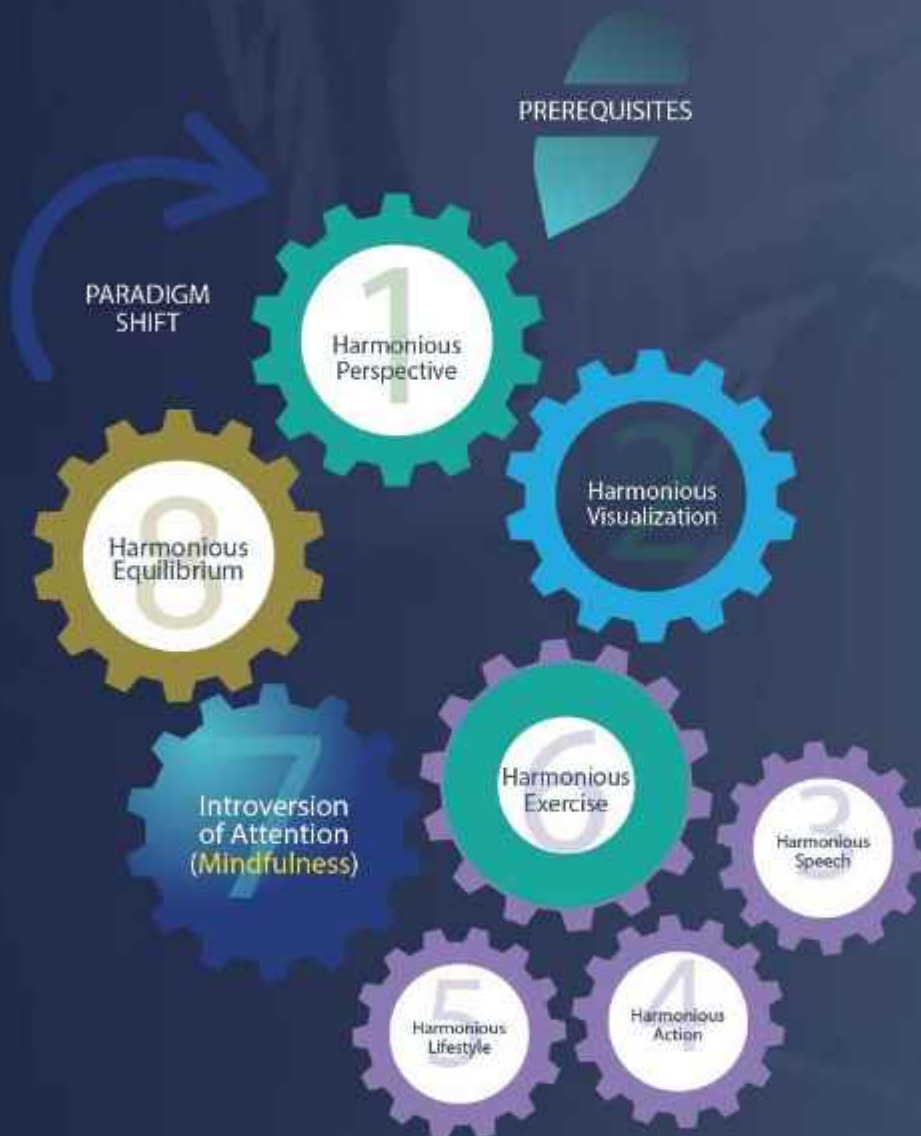 PREREQUISITES
PARADIGM
SHIFT
1
Harmonious
Perspective
2
Harmonious
Visualization
3
Harmonious
Speech
4
Harmonious
Action
5
Harmonious
Lifestyle
6
Harmonious
Exercise
7
Introversion
of Attention
(Mindfulness)
8
Harmonious
Equilibrium